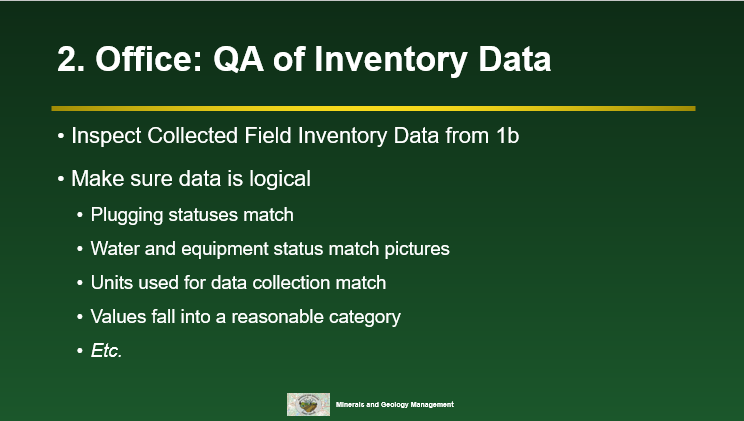 2. Office: QA of Inventory Data
• Inspect Collected Field Inventory Data from 1b
• Make sure data is logical
• Plugging statuses match
• Water and equipment status match pictures
• Units used for data collection match
• Values fall into a reasonable category
• Etc.
Minerals and Geology Management